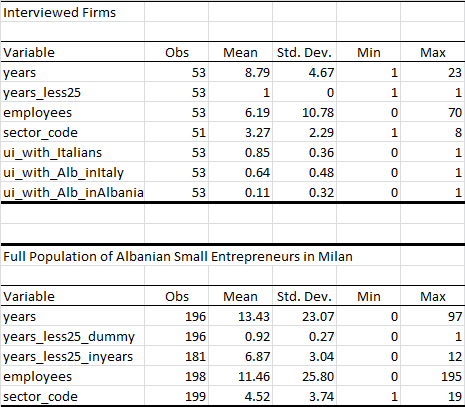 Interviewed Firms
Variable Obs Mean Std. Dev. Min Max
years 53 8.79 4.67 1 23
years_less25 53 1 0 1 1
employees 53 6.19 10.78 0 70
sector_code 51 3.27 2.29 1 8
ui_with_Italians 53 0.85 0.36 0 1
ui_with_Alb_inItaly 53 0.64 0.48 0 1
ui_with_Alb_inAlbania 53 0.11 0.32 0 1
Full Population of Albanian Small Entrepreneurs in Milan
Variable Obs Mean Std. Dev. Min Max
years 196 13.43 23.07 0 97
years_less25_dummy 196 0.92 0.27 0 1
years_less25_inyears 181 6.87 3.04 0 12
employees 198 11.46 25.80 0 195
sector_code 199 4.52 3.74 1 19